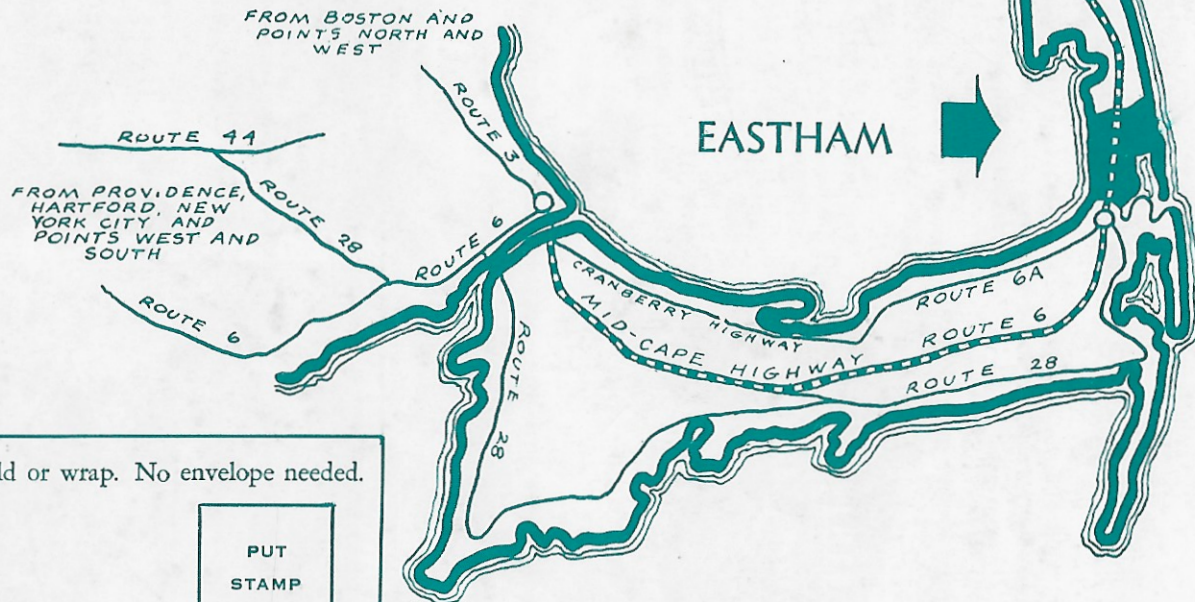 FROM BOSTON AND
POINTS NORTH AND
WEST
ROUTE 3
ROUTE 44
FROM PROVIDENCE,
HARTFORD, NEW
YORK CITY AND
POINTS WEST AND
SOUTH
ROUTE 28
ROUTE 6
ROUTE 6
EASTHAM
CRANBERRY HIGHWAY
ROUTE 6A
MID-CAPE HIGHWAY ROUTE 6
ROUTE 28
ROUTE 28
or wrap. No envelope needed.
PUT
STAMP